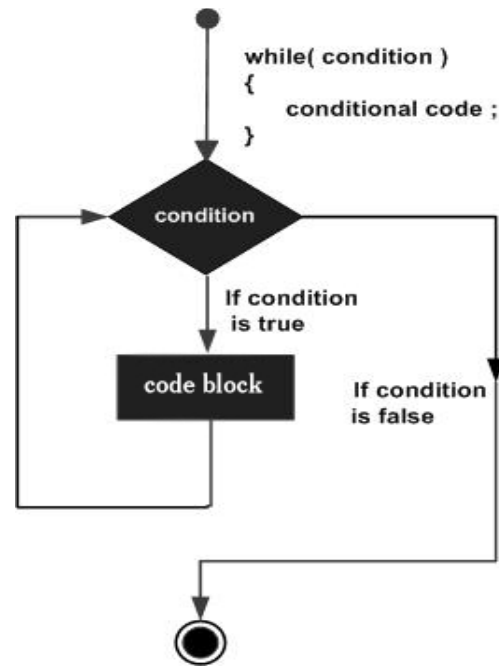 while( condition )
{
conditional code ;
}
condition
If condition
is true
code block
If condition
is false